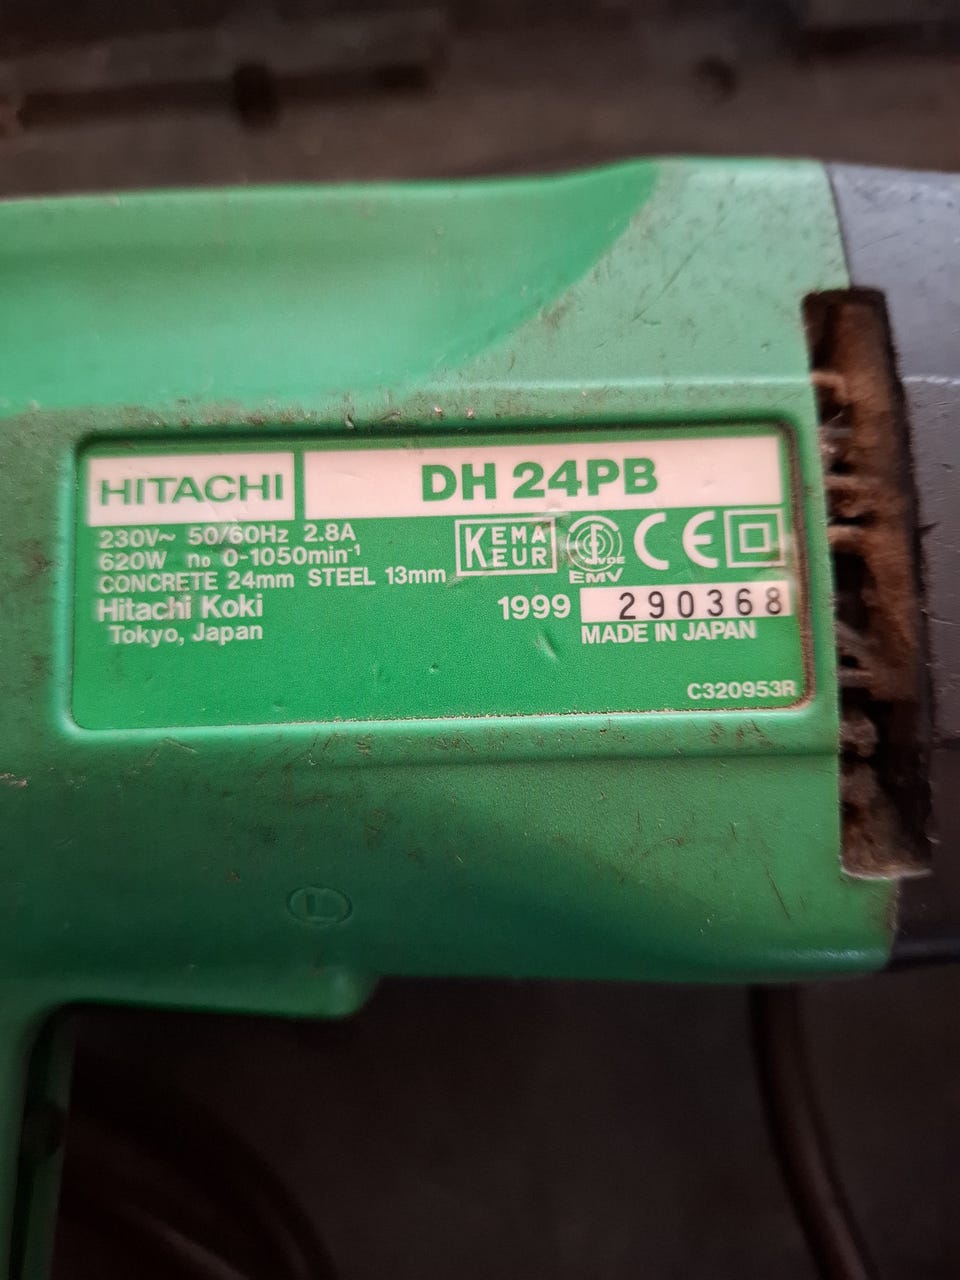 HITACHI
DH 24PB
230V~ 50/60Hz 2.8A
620W no 0-1050min-1
CONCRETE 24mm STEEL 13mm
Hitachi Koki
Tokyo, Japan
KEMA
KEUR
VDE
EMV
CE
1999 290368
MADE IN JAPAN
C320953R
L